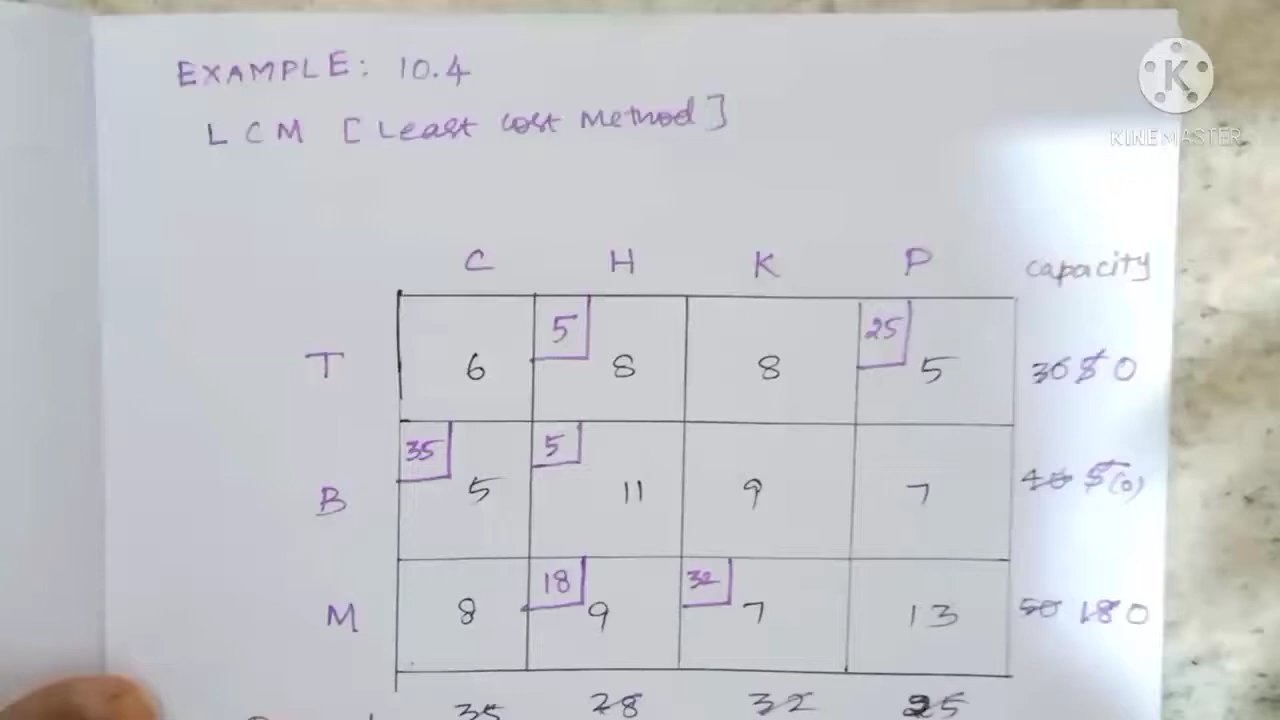 EXAMPLE: 10.4
LCM [Least cost Method]
KINEMASTER
C H K P capacity
5 25
T 6 8 8 5 30 5 0
35 5
B 5 11 9 7 40 5 (0)
18 32
M 8 9 7 13 50 18 0
35 28 32 25